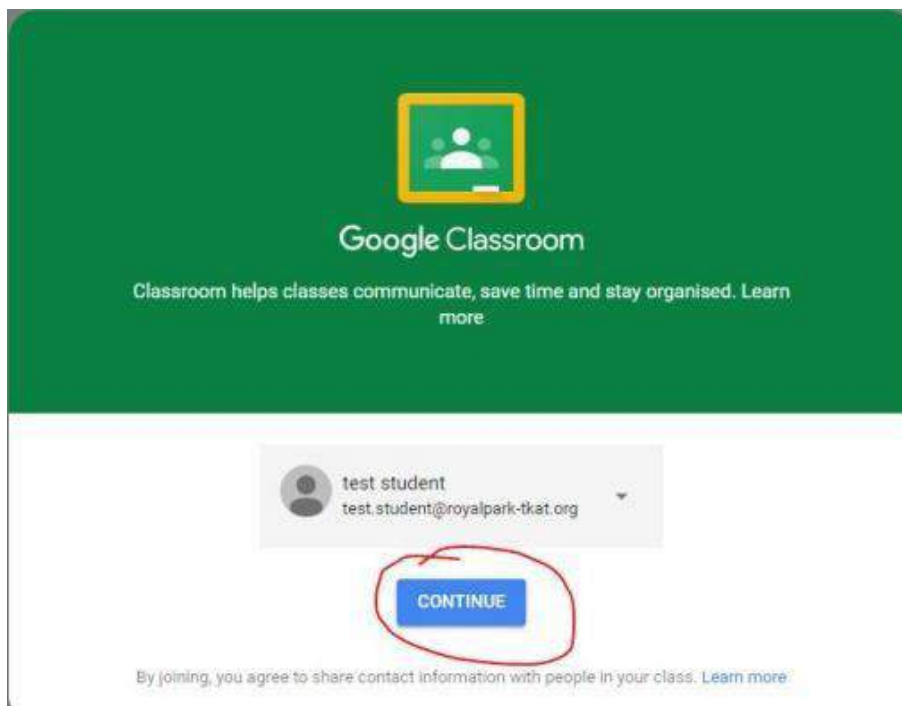 Google Classroom
Classroom helps classes communicate, save time and stay organised. Learn
more
test student
test.student@royalpark-tkat.org
CONTINUE
By joining, you agree to share contact information with people in your class. Learn more